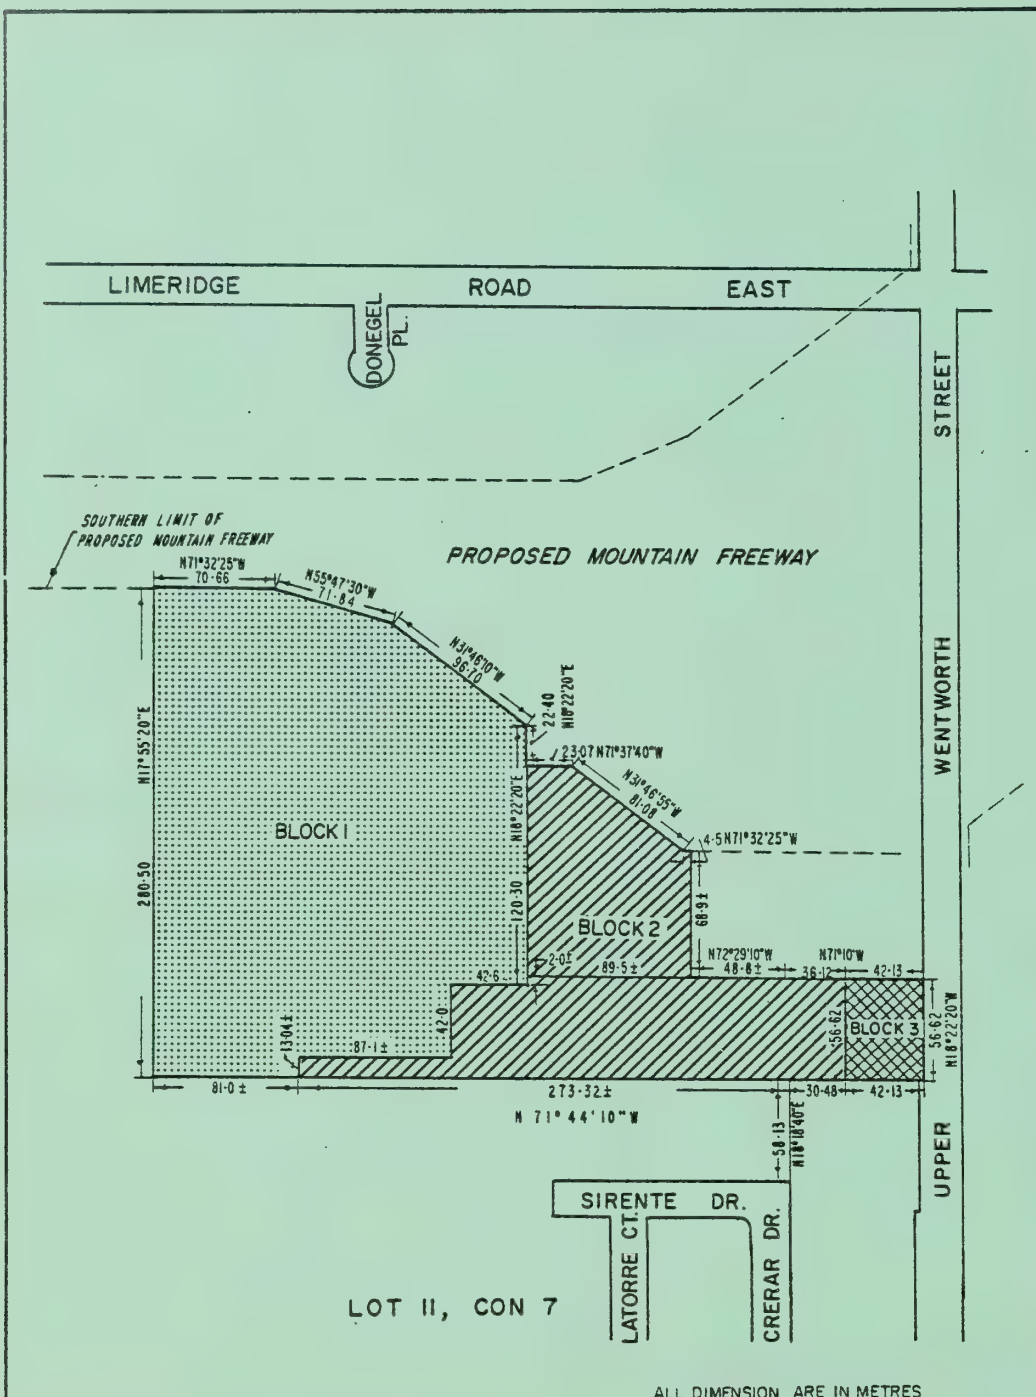 LIMERIDGE ROAD EAST
DONEGEL
PL.
STREET
SOUTHERN LIMIT OF
PROPOSED MOUNTAIN FREEWAY
PROPOSED MOUNTAIN FREEWAY
N71°32'25"W
70·66
N55°47'30"W
71·84
N31°46'10"W
96·70
22·40
N18°22'20"E
23·07 N71°37'40"W
N31°46'55"W
81·08
4·5 N71°32'25"W
WENTWORTH
N17°55'20"E
280·50
BLOCK 1
N18°22'20"E
120·30
BLOCK 2
68·9±
2·0±
89·5±
N72°29'10"W
48·8±
N71°10'W
36·12
42·13
42·6
42·0
13·04±
87·1±
56·62
BLOCK 3
56·62
N18°22'20"W
81·0±
273·32±
30·48
42·13
N 71° 44' 10" W
58·13
N18°18'40"E
UPPER
SIRENTE DR.
LATORRE CT.
CRERAR DR.
LOT 11, CON 7
ALL DIMENSION ARE IN METRES